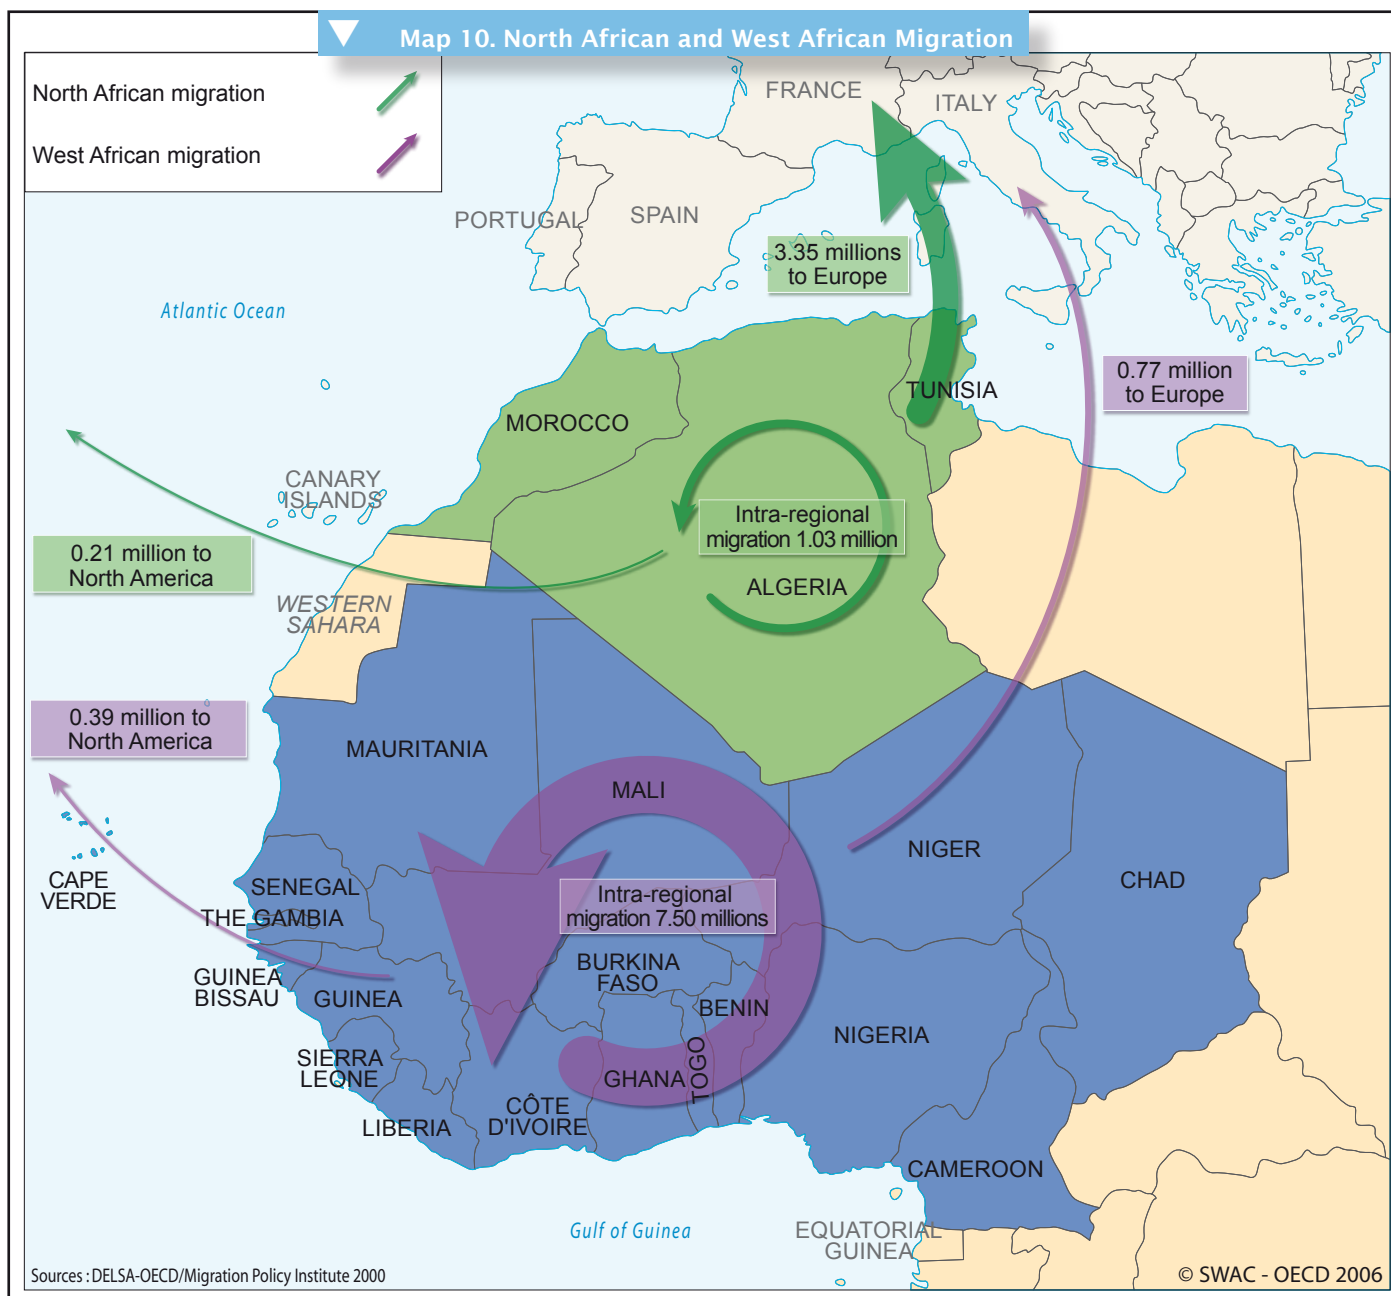 Map 10. North African and West African Migration
North African migration
West African migration
FRANCE
ITALY
PORTUGAL
SPAIN
3.35 millions
to Europe
Atlantic Ocean
0.77 million
to Europe
TUNISIA
MOROCCO
CANARY
ISLANDS
Intra-regional
migration 1.03 million
0.21 million to
North America
ALGERIA
WESTERN
SAHARA
0.39 million to
North America
MAURITANIA
MALI
NIGER
CHAD
CAPE
VERDE
SENEGAL
THE GAMBIA
Intra-regional
migration 7.50 millions
GUINEA
BISSAU
GUINEA
BURKINA
FASO
BENIN
NIGERIA
SIERRA
LEONE
GHANA
TOGO
LIBERIA
CÔTE
D'IVOIRE
CAMEROON
Gulf of Guinea
EQUATORIAL
GUINEA
Sources : DELSA-OECD/Migration Policy Institute 2000
© SWAC - OECD 2006